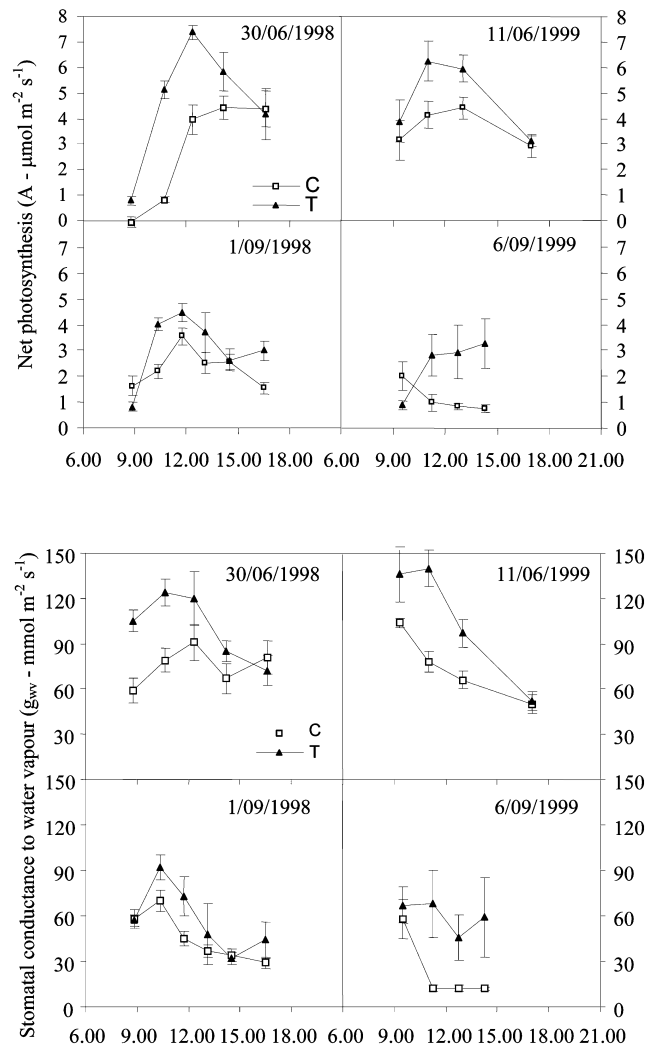 8 30/06/1998 11/06/1999 8
7 7
6 6
5 5
4 4
3 3
2 C 2
1 T 1
0 0
Net photosynthesis (A - µmol m⁻² s⁻¹)
1/09/1998 6/09/1999
7 7
6 6
5 5
4 4
3 3
2 2
1 1
0 0
6.00 9.00 12.00 15.00 18.00 6.00 9.00 12.00 15.00 18.00 21.00
150 30/06/1998 11/06/1999 150
120 120
90 90
60 60
30 C 30
T
Stomatal conductance to water vapour (gwv - mmol m⁻² s⁻¹)
150 1/09/1998 6/09/1999 150
120 120
90 90
60 60
30 30
0 0
6.00 9.00 12.00 15.00 18.00 6.00 9.00 12.00 15.00 18.00 21.00